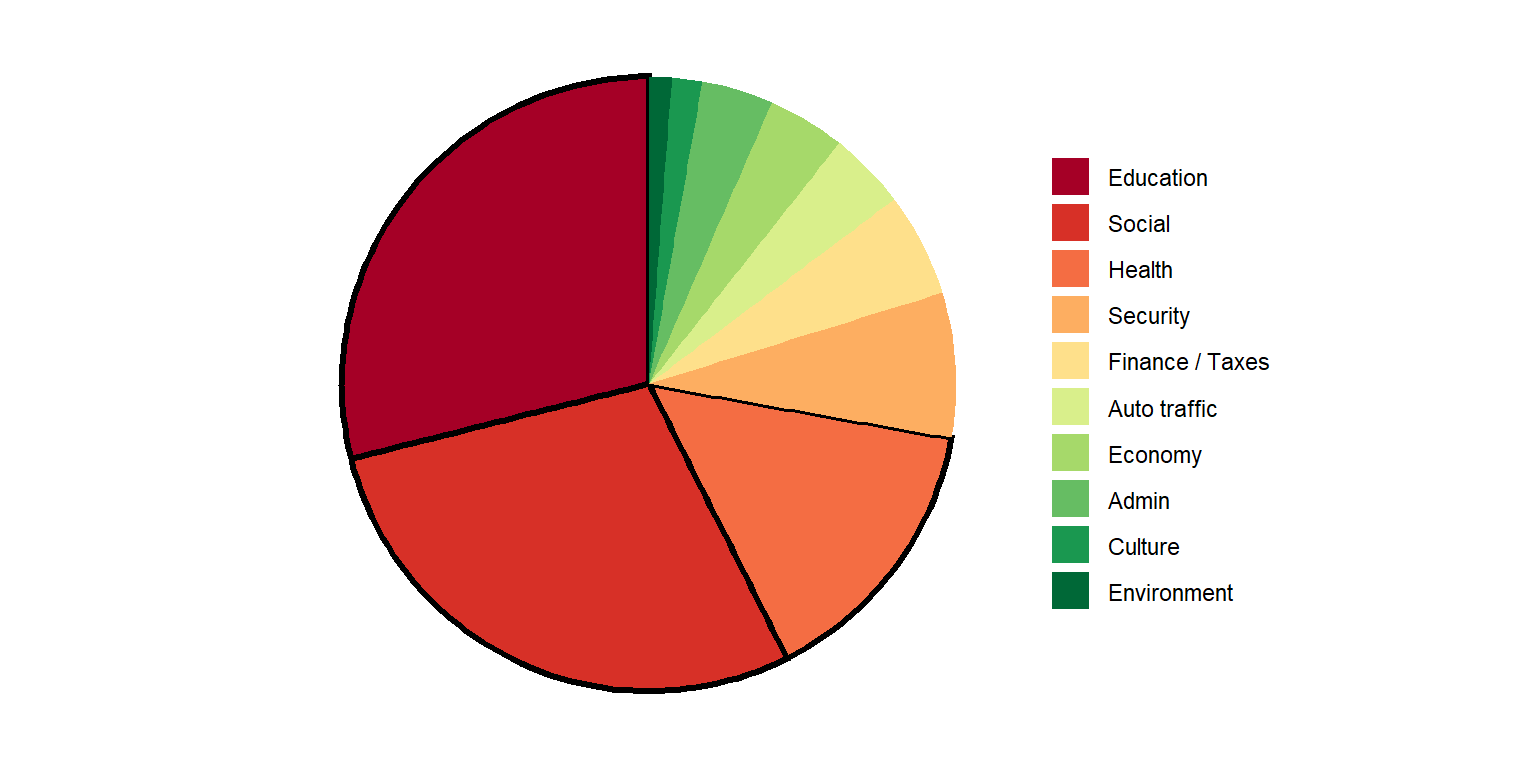 Education
Social
Health
Security
Finance / Taxes
Auto traffic
Economy
Admin
Culture
Environment